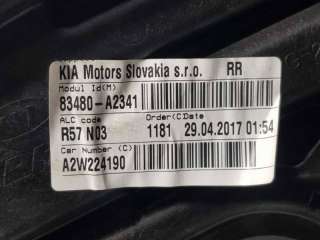 KIA Motors Slovakia s.r.o. RR
Modul Id(M)
83480-A2341
ALC code Order(C)Date
R57 N03 1181 29.04.2017 01:54
Car Number (C)
A2W224190